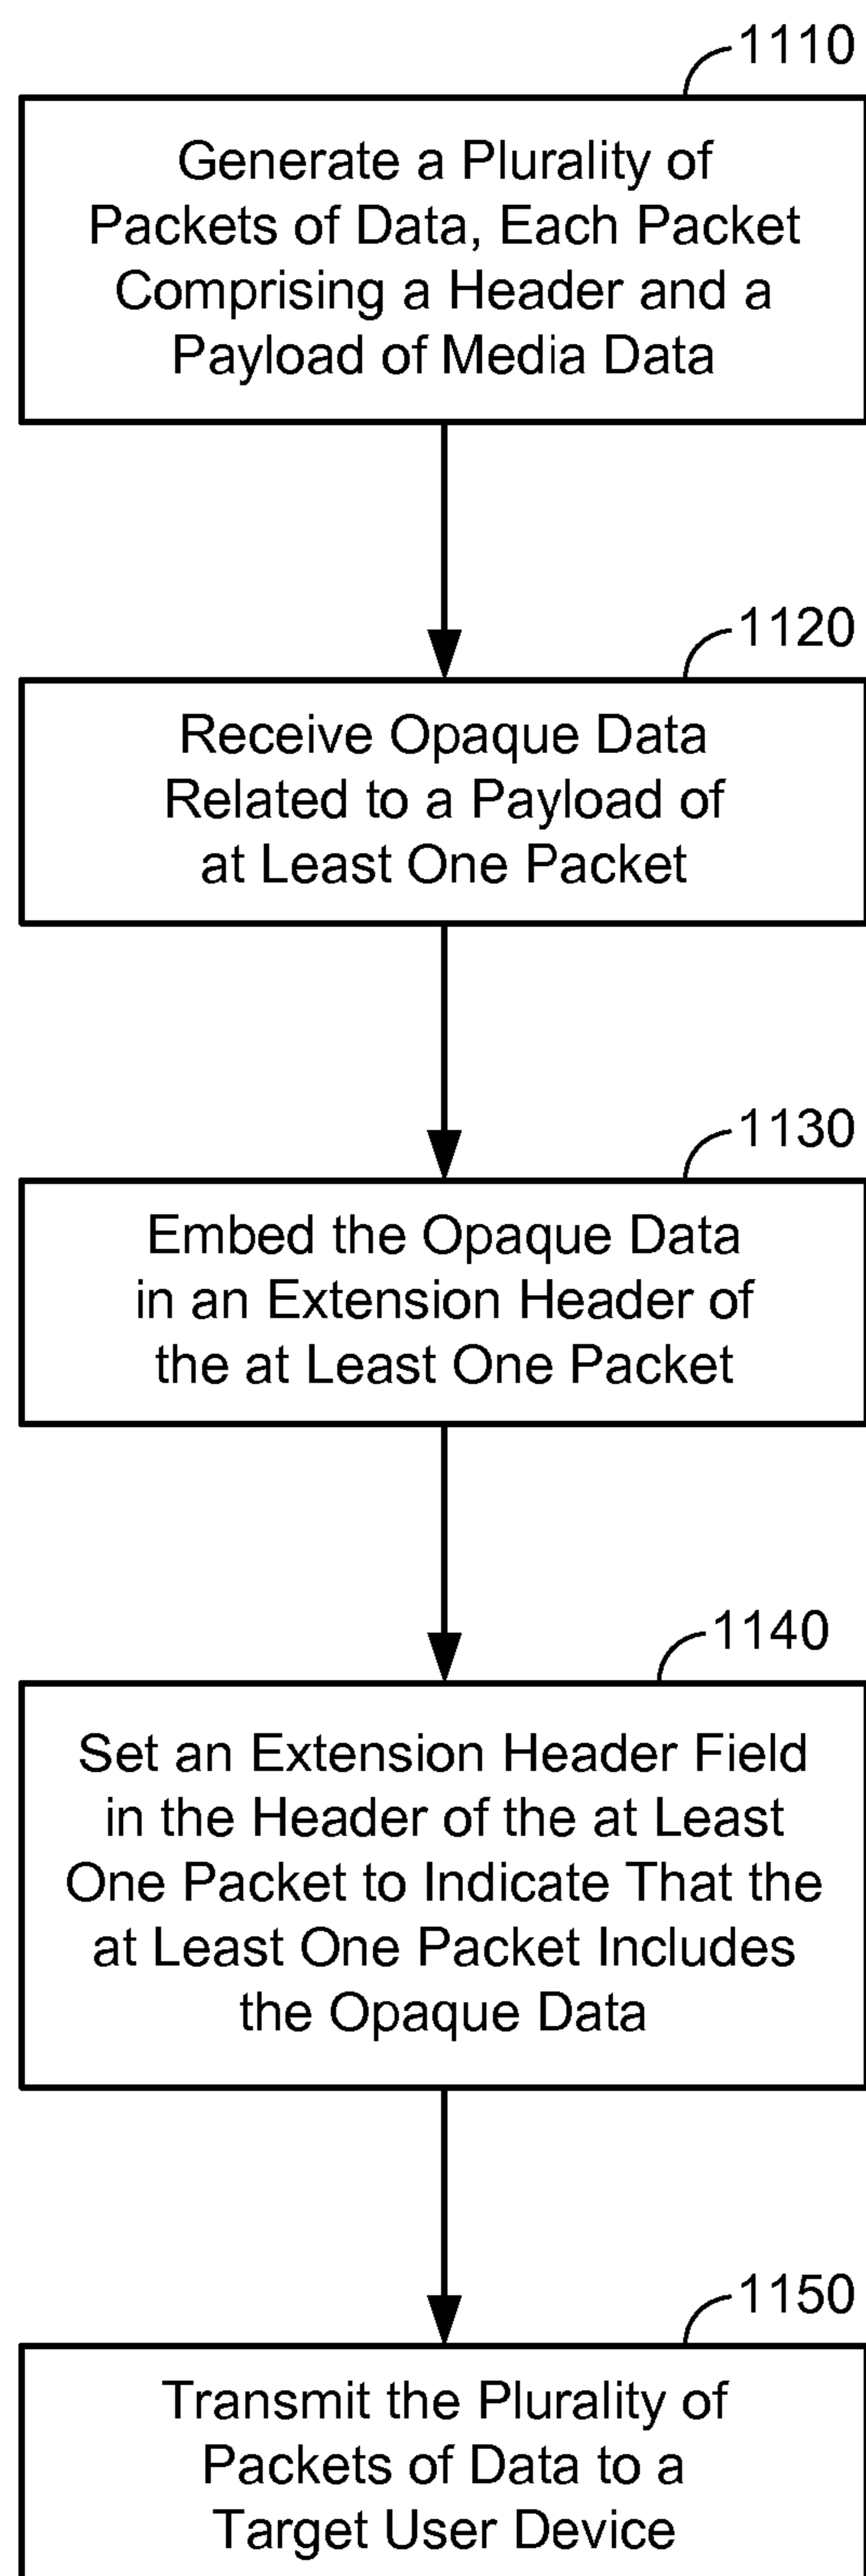 1110
Generate a Plurality of
Packets of Data, Each Packet
Comprising a Header and a
Payload of Media Data
1120
Receive Opaque Data
Related to a Payload of
at Least One Packet
1130
Embed the Opaque Data
in an Extension Header of
the at Least One Packet
1140
Set an Extension Header Field
in the Header of the at Least
One Packet to Indicate That the
at Least One Packet Includes
the Opaque Data
1150
Transmit the Plurality of
Packets of Data to a
Target User Device